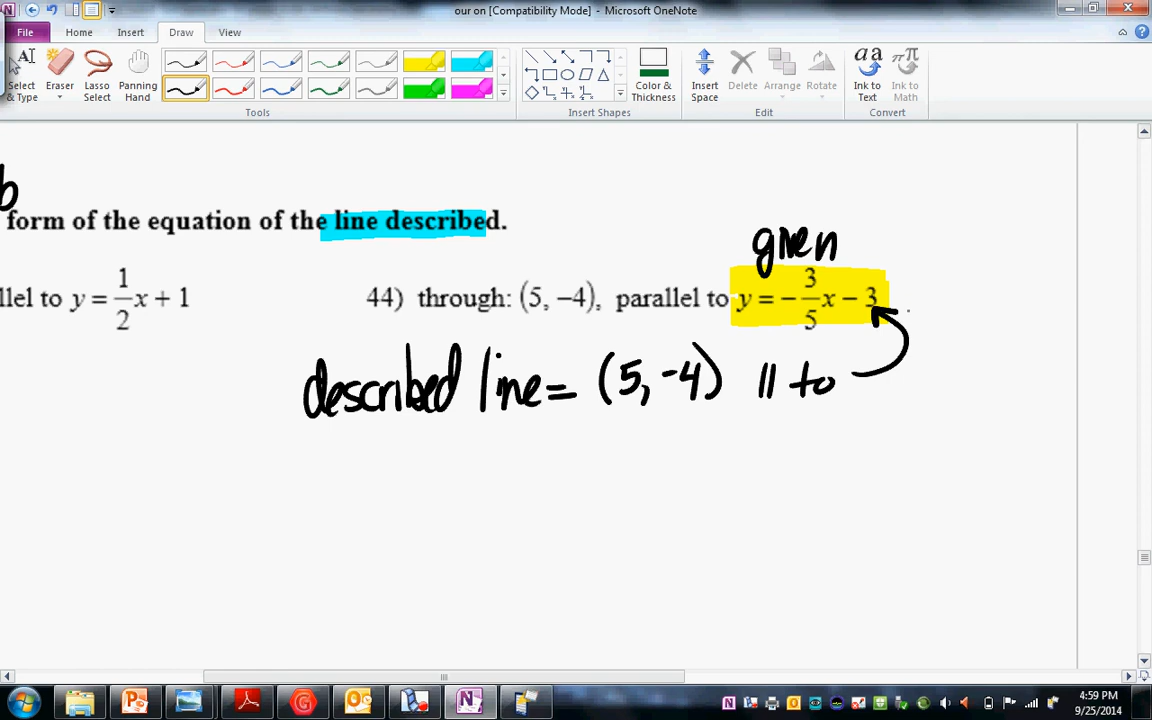 our on [Compatibility Mode] - Microsoft OneNote
File Home Insert Draw View
Select & Type
Eraser
Lasso Select
Panning Hand
Color & Thickness
Insert Space
Delete
Arrange
Rotate
Ink to Text
Ink to Math
Tools
Insert Shapes
Edit
Convert
b
form of the equation of the line described.
given
llel to y = 1/2 x + 1
44) through: (5, −4), parallel to y = − 3/5 x − 3
described line = (5, -4) || to
4:59 PM
9/25/2014